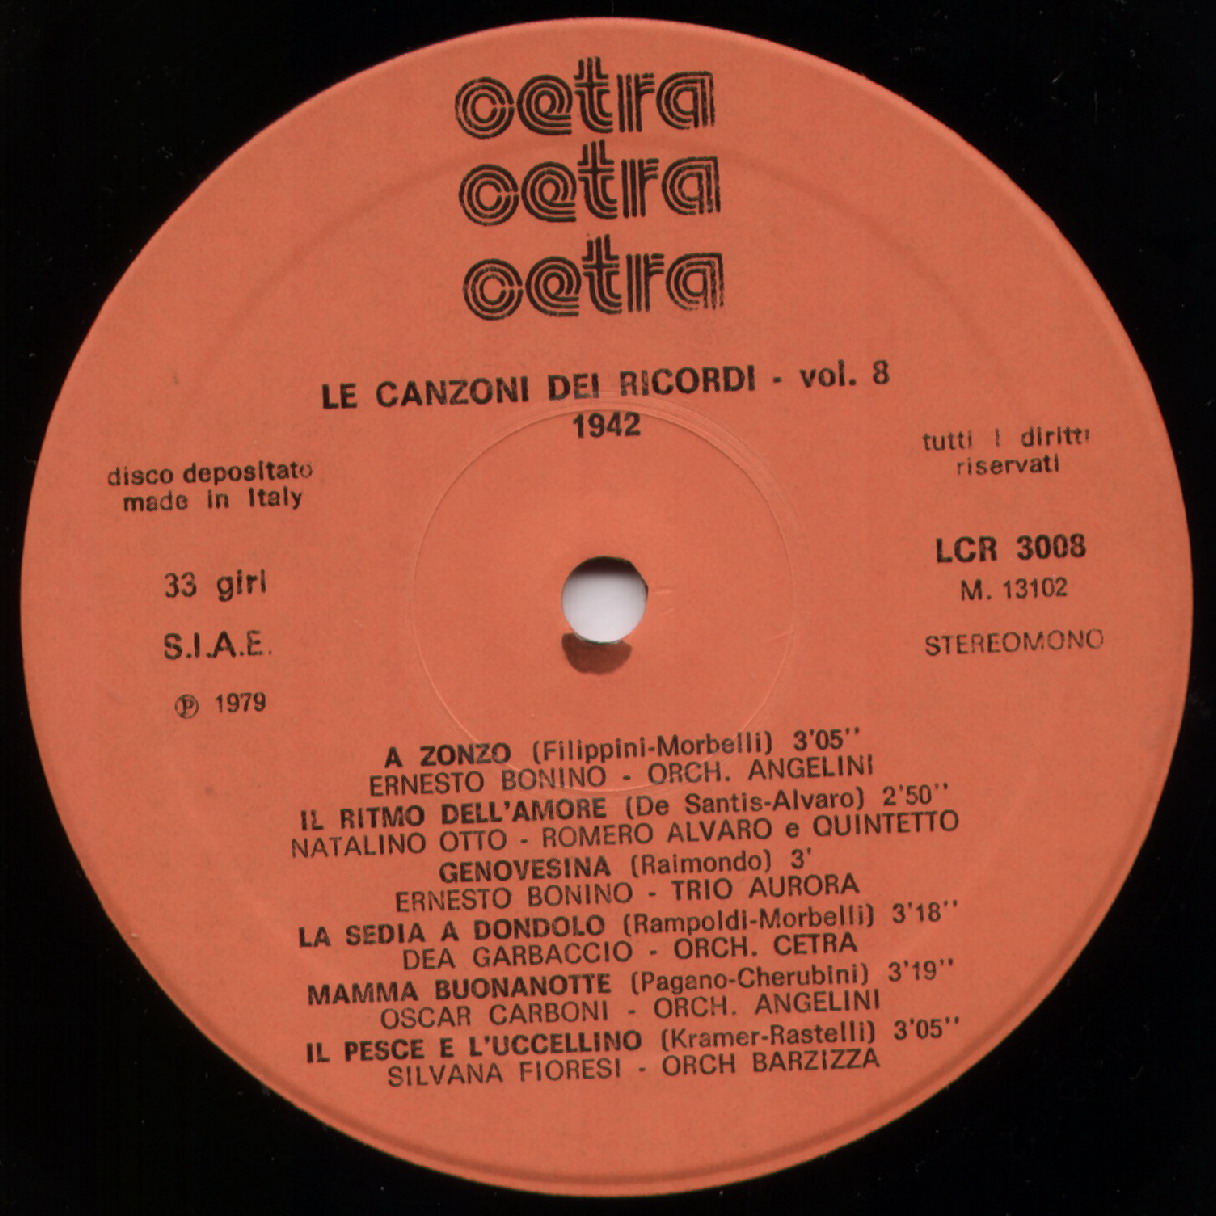 cetra
cetra
cetra
LE CANZONI DEI RICORDI - vol. 8
1942
disco depositato
made in Italy
33 giri
S.I.A.E.
℗ 1979
tutti i diritti
riservati
LCR 3008
M. 13102
STEREOMONO
A ZONZO (Filippini-Morbelli) 3'05''
ERNESTO BONINO - ORCH. ANGELINI
IL RITMO DELL'AMORE (De Santis-Alvaro) 2'50''
NATALINO OTTO - ROMERO ALVARO e QUINTETTO
GENOVESINA (Raimondo) 3'
ERNESTO BONINO - TRIO AURORA
LA SEDIA A DONDOLO (Rampoldi-Morbelli) 3'18''
DEA GARBACCIO - ORCH. CETRA
MAMMA BUONANOTTE (Pagano-Cherubini) 3'19''
OSCAR CARBONI - ORCH. ANGELINI
IL PESCE E L'UCCELLINO (Kramer-Rastelli) 3'05''
SILVANA FIORESI - ORCH BARZIZZA